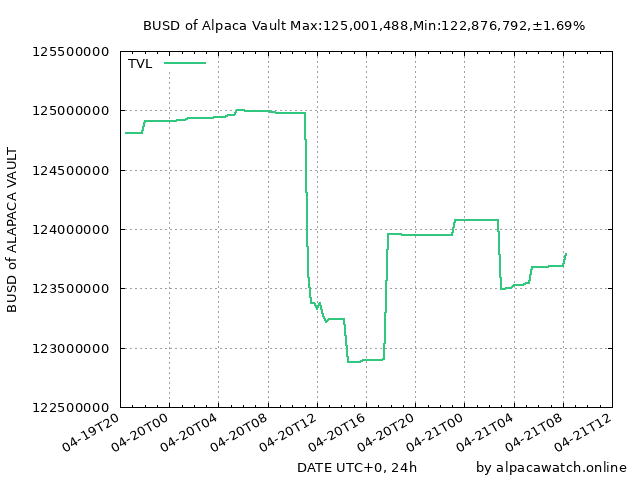 BUSD of Alpaca Vault Max:125,001,488,Min:122,876,792,±1.69%
TVL
125500000
125000000
124500000
124000000
123500000
123000000
122500000
BUSD of ALAPACA VAULT
04-19T20
04-20T00
04-20T04
04-20T08
04-20T12
04-20T16
04-20T20
04-21T00
04-21T04
04-21T08
04-21T12
DATE UTC+0, 24h
by alpacawatch.online